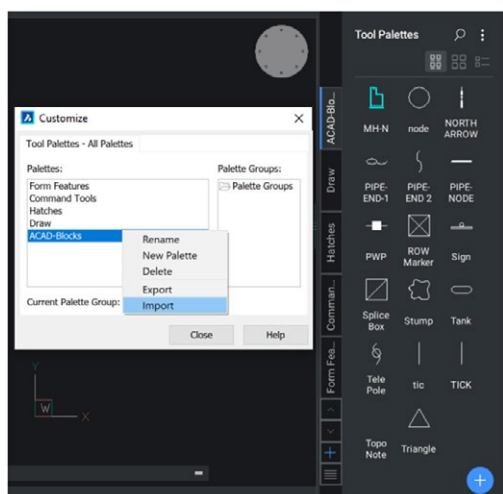 Customize
Tool Palettes - All Palettes
Palettes:
Palette Groups:
Form Features
Command Tools
Hatches
Draw
ACAD-Blocks
Palette Groups
Rename
New Palette
Delete
Export
Import
Current Palette Group:
Close
Help
Y
W
X
ACAD-Blo...
Draw
Hatches
Comman...
Form Fea...
Tool Palettes
MH-N
node
NORTH
ARROW
PIPE-
END-1
PIPE-
END 2
PIPE-
NODE
PWP
ROW
Marker
Sign
Splice
Box
Stump
Tank
Tele
Pole
tic
TICK
Topo
Note
Triangle